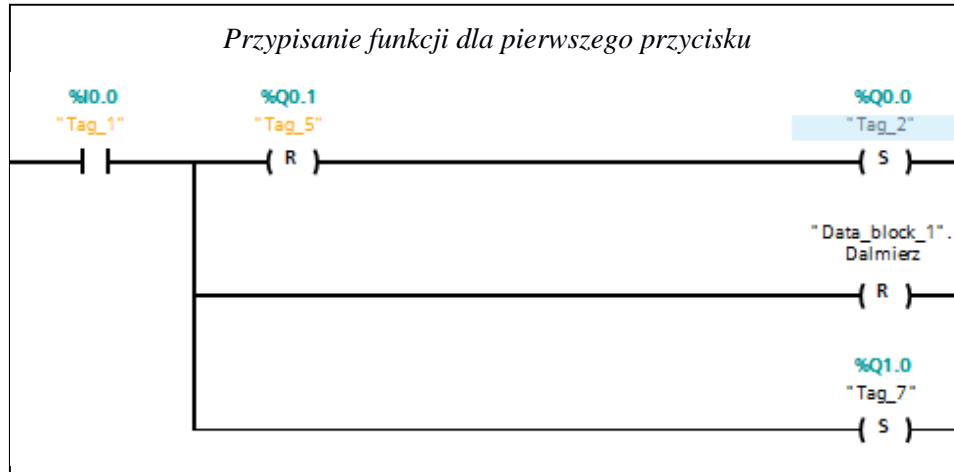 Przypisanie funkcji dla pierwszego przycisku
%I0.0 %Q0.1 %Q0.0
"Tag_1" "Tag_5" "Tag_2"
R S
"Data_block_1".
Dalmierz
R
%Q1.0
"Tag_7"
S